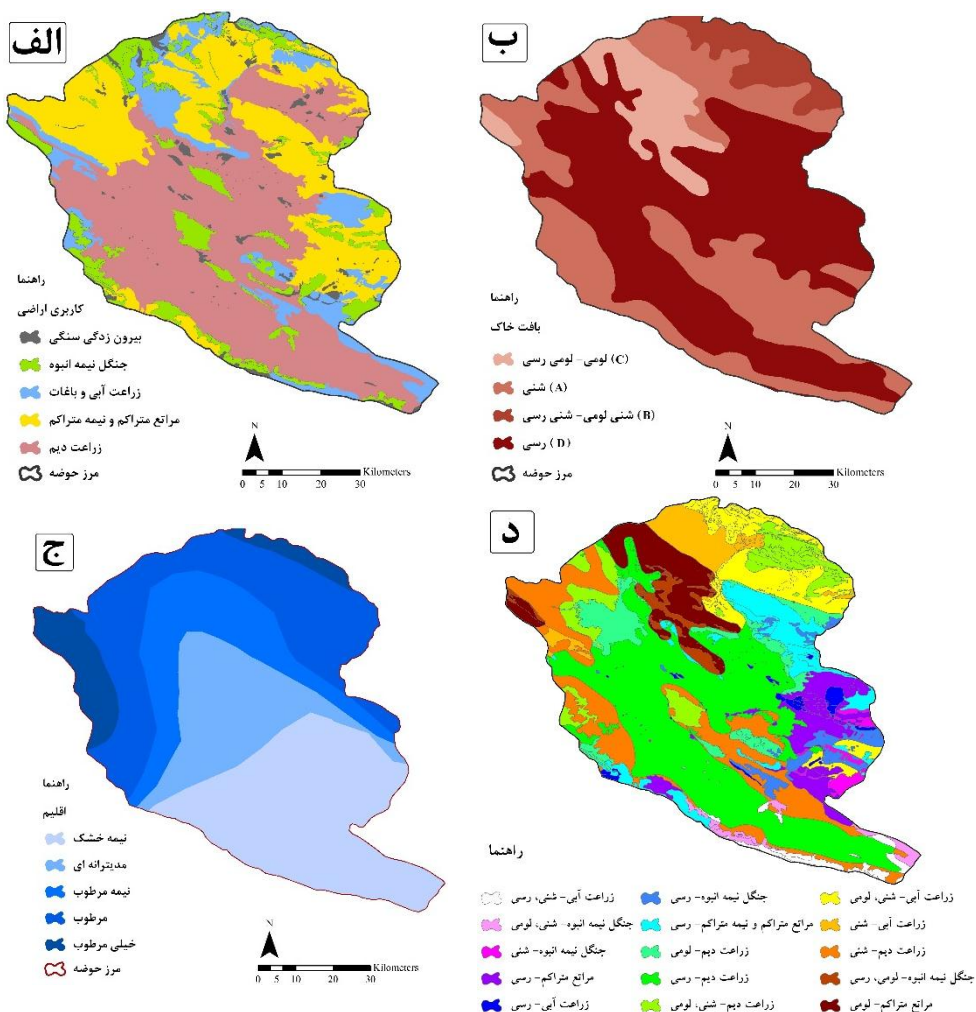 الف
راهنما
کاربری اراضی
بیرون زدگی سنگی
جنگل نیمه انبوه
زراعت آبی و باغات
مراتع متراکم و نیمه متراکم
زراعت دیم
مرز حوضه
N
Kilometers
0 5 10 20 30
ب
راهنما
بافت خاک
لومی- لومی رسی (C)
شنی (A)
شنی لومی- شنی رسی (B)
رسی (D)
مرز حوضه
N
Kilometers
0 5 10 20 30
ج
راهنما
اقلیم
نیمه خشک
مدیترانه ای
نیمه مرطوب
مرطوب
خیلی مرطوب
مرز حوضه
N
Kilometers
0 5 10 20 30
د
راهنما
زراعت آبی- شنی، لومی
جنگل نیمه انبوه- رسی
زراعت آبی- شنی، رسی
زراعت آبی- شنی
مراتع متراکم و نیمه متراکم- رسی
جنگل نیمه انبوه- شنی، لومی
زراعت دیم- شنی
زراعت دیم- لومی
جنگل نیمه انبوه- شنی
جنگل نیمه انبوه- لومی، رسی
زراعت دیم- رسی
مراتع متراکم- رسی
مراتع متراکم- لومی
زراعت دیم- شنی، لومی
زراعت آبی- رسی